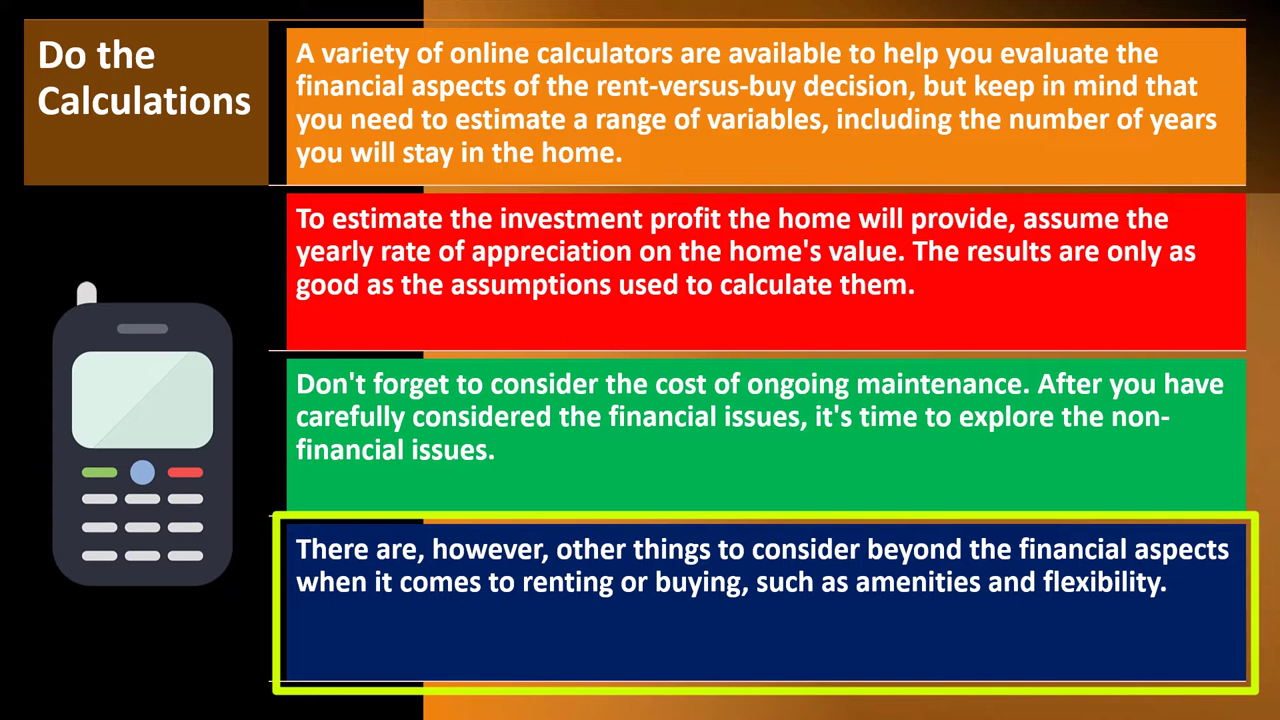 Do the
Calculations
A variety of online calculators are available to help you evaluate the
financial aspects of the rent-versus-buy decision, but keep in mind that
you need to estimate a range of variables, including the number of years
you will stay in the home.
To estimate the investment profit the home will provide, assume the
yearly rate of appreciation on the home's value. The results are only as
good as the assumptions used to calculate them.
Don't forget to consider the cost of ongoing maintenance. After you have
carefully considered the financial issues, it's time to explore the non-
financial issues.
There are, however, other things to consider beyond the financial aspects
when it comes to renting or buying, such as amenities and flexibility.